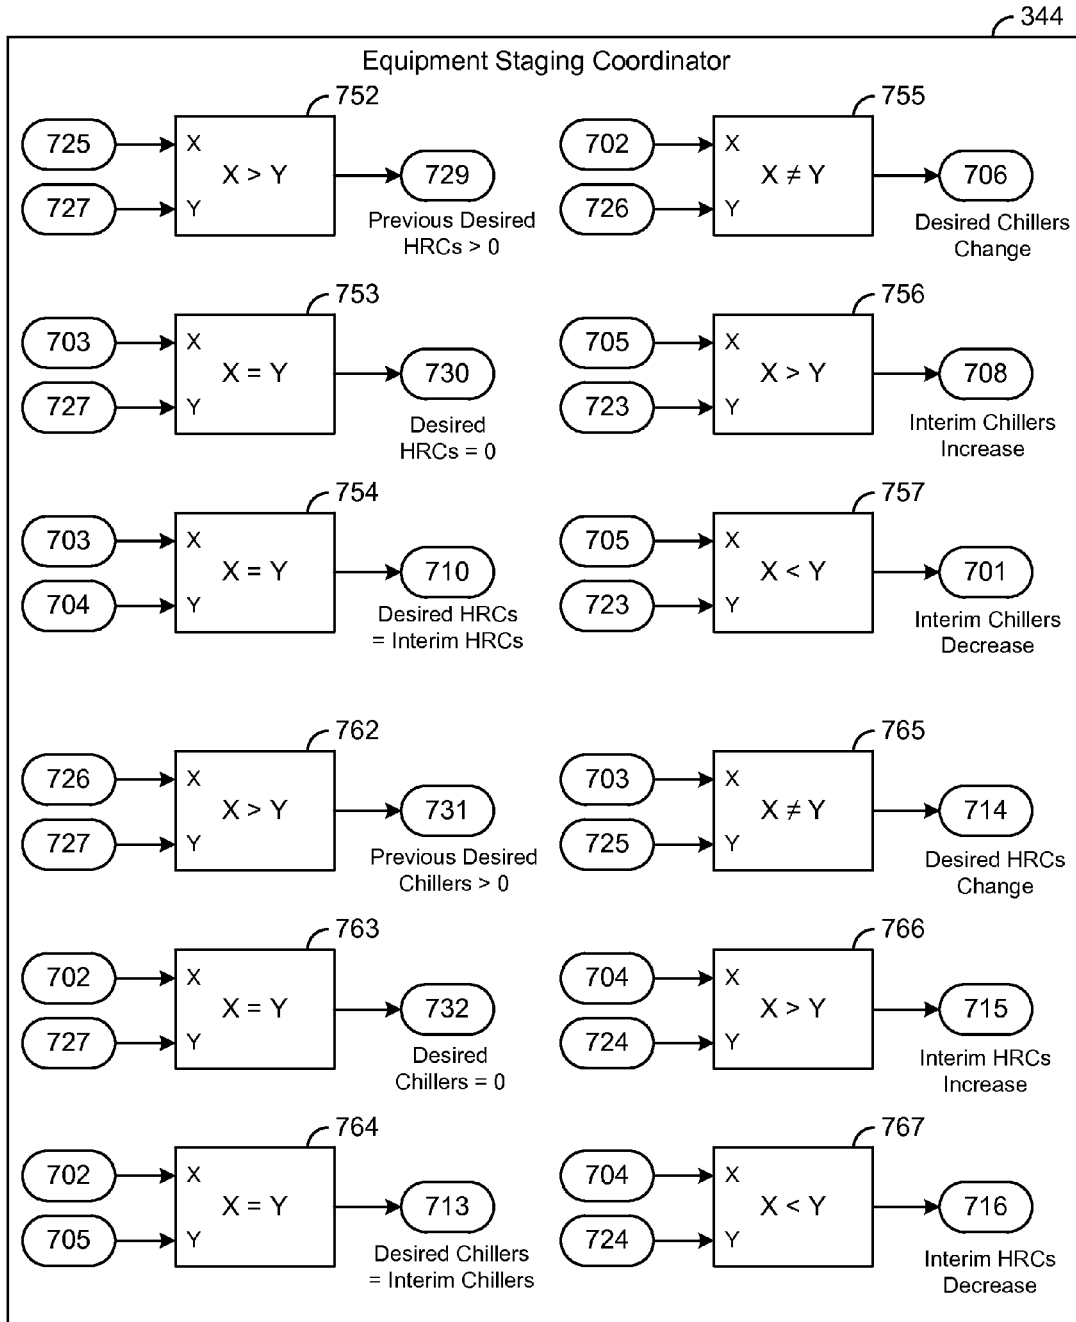 344
Equipment Staging Coordinator
752
725
X
X > Y
727
Y
729
Previous Desired
HRCs > 0
755
702
X
X ≠ Y
726
Y
706
Desired Chillers
Change
753
703
X
X = Y
727
Y
730
Desired
HRCs = 0
756
705
X
X > Y
723
Y
708
Interim Chillers
Increase
754
703
X
X = Y
704
Y
710
Desired HRCs
= Interim HRCs
757
705
X
X < Y
723
Y
701
Interim Chillers
Decrease
762
726
X
X > Y
727
Y
731
Previous Desired
Chillers > 0
765
703
X
X ≠ Y
725
Y
714
Desired HRCs
Change
763
702
X
X = Y
727
Y
732
Desired
Chillers = 0
766
704
X
X > Y
724
Y
715
Interim HRCs
Increase
764
702
X
X = Y
705
Y
713
Desired Chillers
= Interim Chillers
767
704
X
X < Y
724
Y
716
Interim HRCs
Decrease